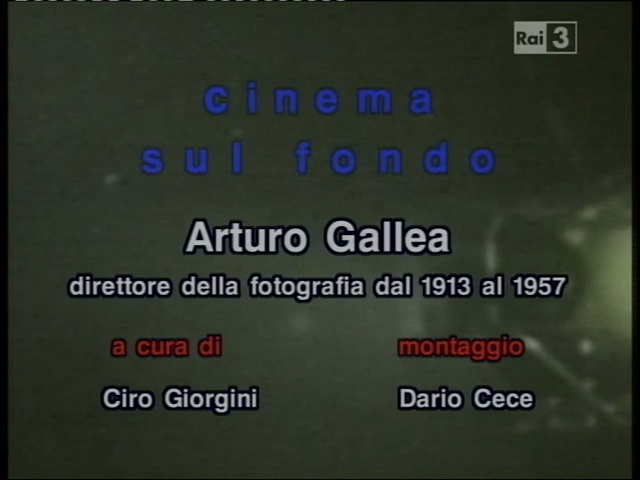 Rai 3
cinema
sul fondo
Arturo Gallea
direttore della fotografia dal 1913 al 1957
a cura di
montaggio
Ciro Giorgini
Dario Cece